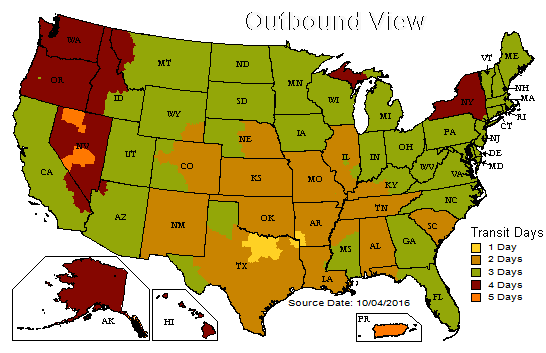 Outbound View
WA
OR
CA
NV
ID
MT
WY
UT
AZ
CO
NM
ND
SD
NE
KS
OK
TX
MN
IA
MO
AR
LA
WI
IL
MI
IN
OH
KY
TN
MS
AL
GA
FL
SC
NC
VA
WV
PA
NY
VT
ME
NH
MA
RI
CT
NJ
DE
MD
AK
HI
PR
Transit Days
1 Day
2 Days
3 Days
4 Days
5 Days
Source Date: 10/04/2016